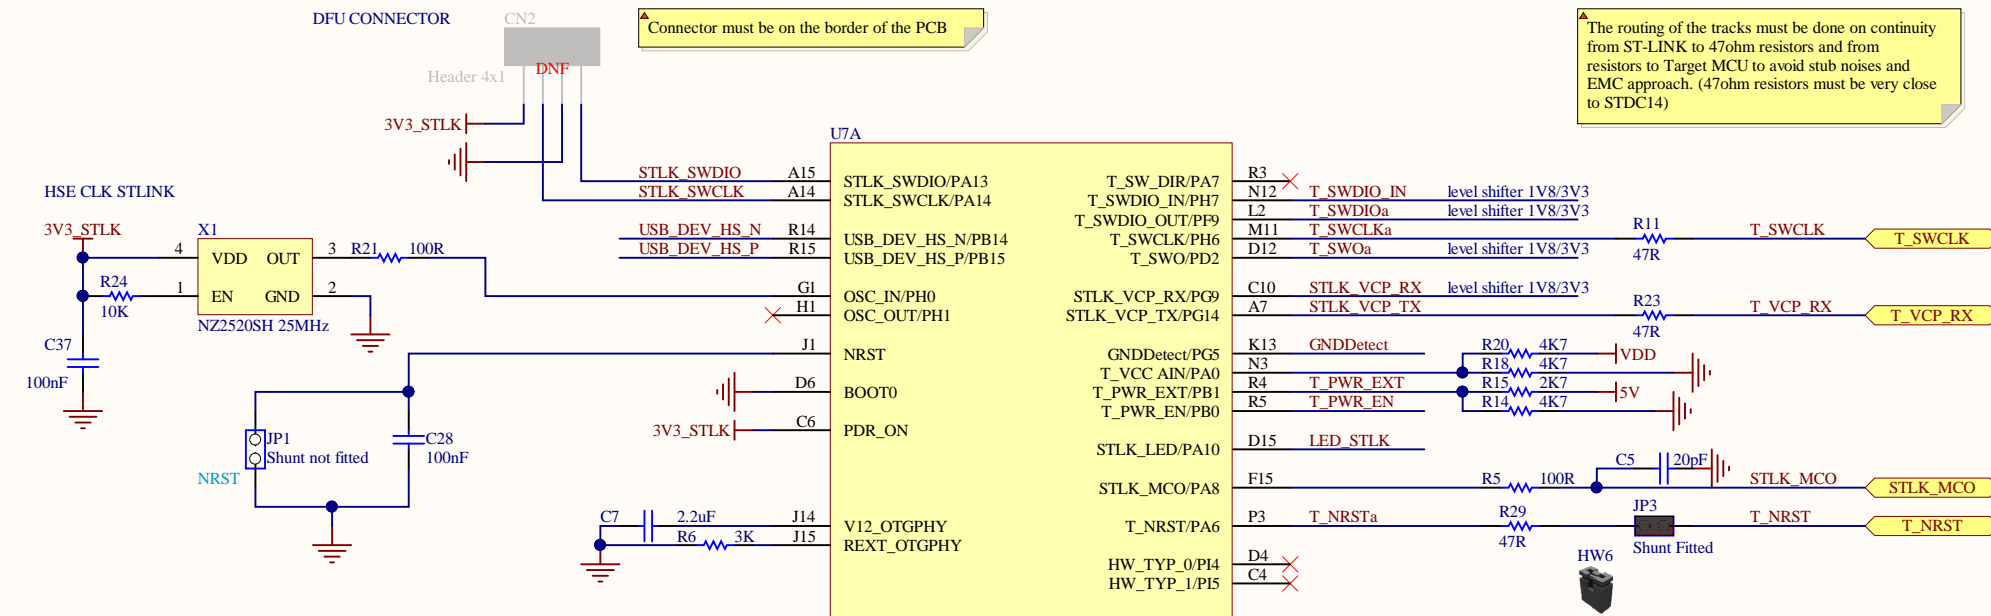 DFU CONNECTOR
CN2
Header 4x1
DNF
Connector must be on the border of the PCB
The routing of the tracks must be done on continuity
from ST-LINK to 47ohm resistors and from
resistors to Target MCU to avoid stub noises and
EMC approach. (47ohm resistors must be very close
to STDC14)
3V3_STLK
HSE CLK STLINK
3V3_STLK
X1
4 VDD OUT 3
1 EN GND 2
NZ2520SH 25MHz
R21 100R
R24
10K
C37
100nF
JP1
Shunt not fitted
NRST
C28
100nF
3V3_STLK
C7 2.2uF
R6 3K
U7A
STLK_SWDIO A15 STLK_SWDIO/PA13
STLK_SWCLK A14 STLK_SWCLK/PA14
USB_DEV_HS_N R14 USB_DEV_HS_N/PB14
USB_DEV_HS_P R15 USB_DEV_HS_P/PB15
G1 OSC_IN/PH0
H1 OSC_OUT/PH1
J1 NRST
D6 BOOT0
C6 PDR_ON
J14 V12_OTGPHY
J15 REXT_OTGPHY
T_SW_DIR/PA7 R3
T_SWDIO_IN/PH7 N12 T_SWDIO_IN level shifter 1V8/3V3
T_SWDIO_OUT/PF9 L2 T_SWDIOa level shifter 1V8/3V3
T_SWCLK/PH6 M11 T_SWCLKa R11 47R T_SWCLK T_SWCLK
T_SWO/PD2 D12 T_SWOa level shifter 1V8/3V3
STLK_VCP_RX/PG9 C10 STLK_VCP_RX level shifter 1V8/3V3
STLK_VCP_TX/PG14 A7 STLK_VCP_TX R23 47R T_VCP_RX T_VCP_RX
GNDDetect/PG5 K13 GNDDetect R20 4K7 VDD
T_VCC AIN/PA0 N3 R18 4K7
T_PWR_EXT/PB1 R4 T_PWR_EXT R15 2K7 5V
T_PWR_EN/PB0 R5 T_PWR_EN R14 4K7
STLK_LED/PA10 D15 LED_STLK
C5 20pF
STLK_MCO/PA8 F15 R5 100R STLK_MCO STLK_MCO
T_NRST/PA6 P3 T_NRSTa R29 47R JP3 T_NRST T_NRST
Shunt Fitted
HW_TYP_0/PI4 D4
HW_TYP_1/PI5 C4
HW6